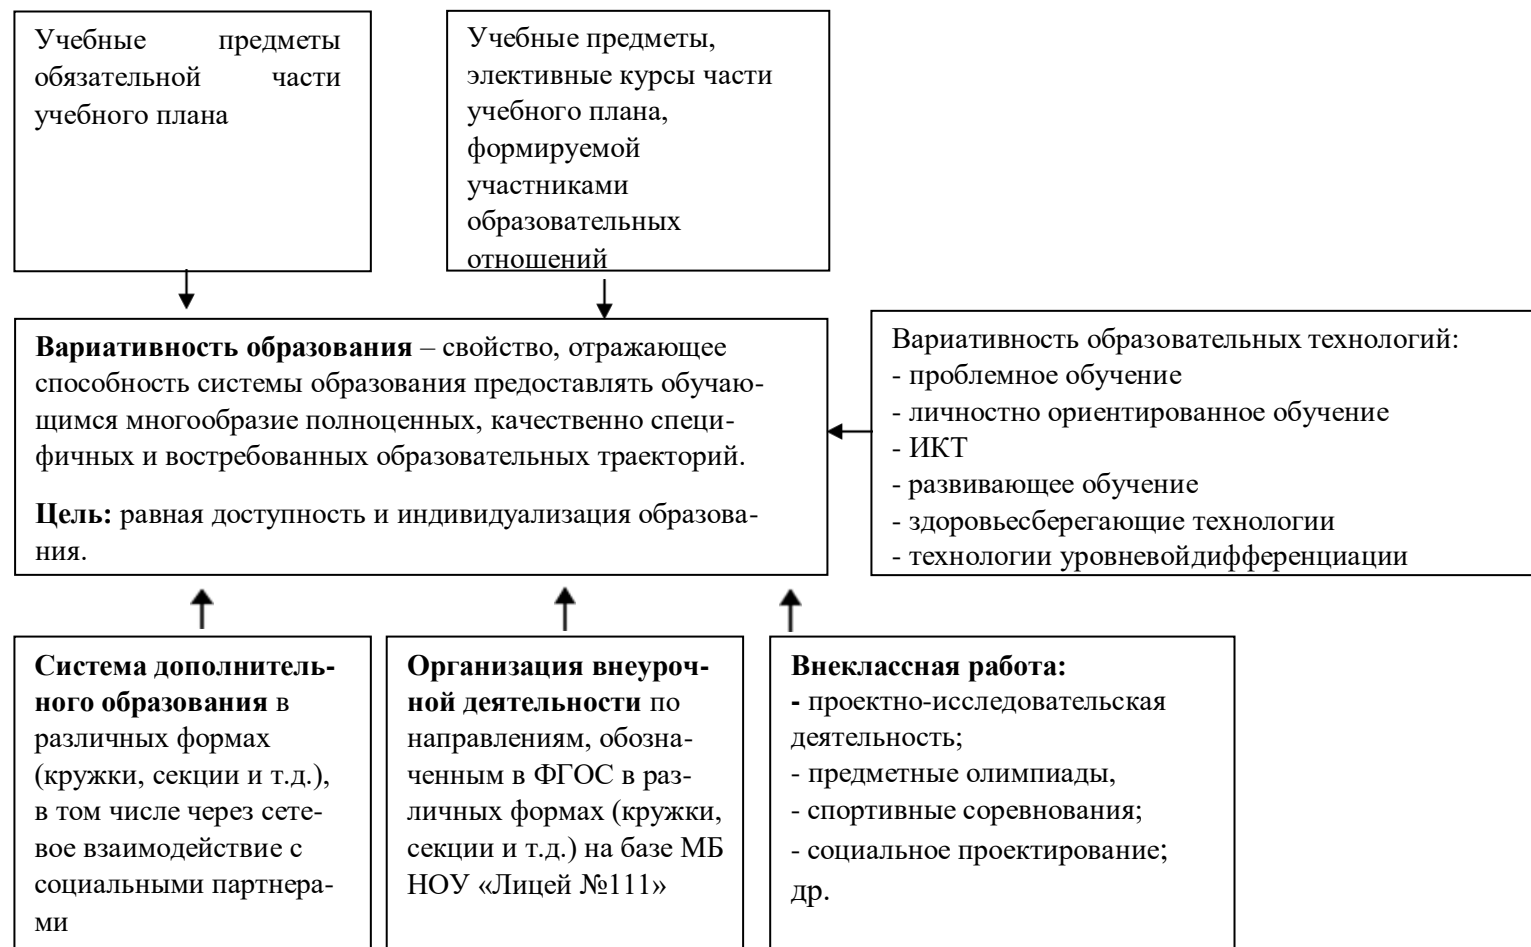 Учебные предметы
обязательной части
учебного плана
Учебные предметы,
элективные курсы части
учебного плана,
формируемой
участниками
образовательных
отношений
Вариативность образования – свойство, отражающее
способность системы образования предоставлять обучаю-
щимся многообразие полноценных, качественно специ-
фичных и востребованных образовательных траекторий.
Цель: равная доступность и индивидуализация образова-
ния.
Вариативность образовательных технологий:
- проблемное обучение
- личностно ориентированное обучение
- ИКТ
- развивающее обучение
- здоровьесберегающие технологии
- технологии уровневойдифференциации
Система дополнитель-
ного образования в
различных формах
(кружки, секции и т.д.),
в том числе через сете-
вое взаимодействие с
социальными партнера-
ми
Организация внеуроч-
ной деятельности по
направлениям, обозна-
ченным в ФГОС в раз-
личных формах (кружки,
секции и т.д.) на базе МБ
НОУ «Лицей №111»
Внеклассная работа:
- проектно-исследовательская
деятельность;
- предметные олимпиады,
- спортивные соревнования;
- социальное проектирование;
др.